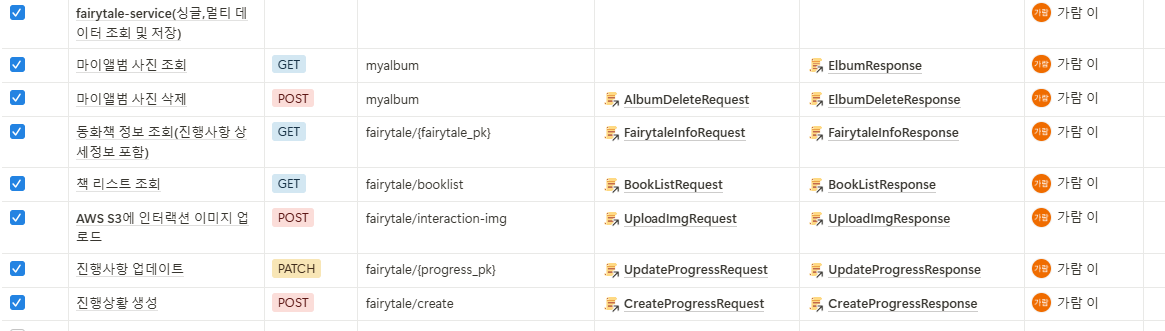 fairytale-service(싱글,멀티 데
이터 조회 및 저장)
가람 가람 이
마이앨범 사진 조회 GET myalbum ElbumResponse 가람 가람 이
마이앨범 사진 삭제 POST myalbum AlbumDeleteRequest ElbumDeleteResponse 가람 가람 이
동화책 정보 조회(진행사항 상
세정보 포함)
GET fairytale/{fairytale_pk} FairytaleInfoRequest FairytaleInfoResponse 가람 가람 이
책 리스트 조회 GET fairytale/booklist BookListRequest BookListResponse 가람 가람 이
AWS S3에 인터랙션 이미지 업
로드
POST fairytale/interaction-img UploadImgRequest UploadImgResponse 가람 가람 이
진행사항 업데이트 PATCH fairytale/{progress_pk} UpdateProgressRequest UpdateProgressResponse 가람 가람 이
진행상황 생성 POST fairytale/create CreateProgressRequest CreateProgressResponse 가람 가람 이